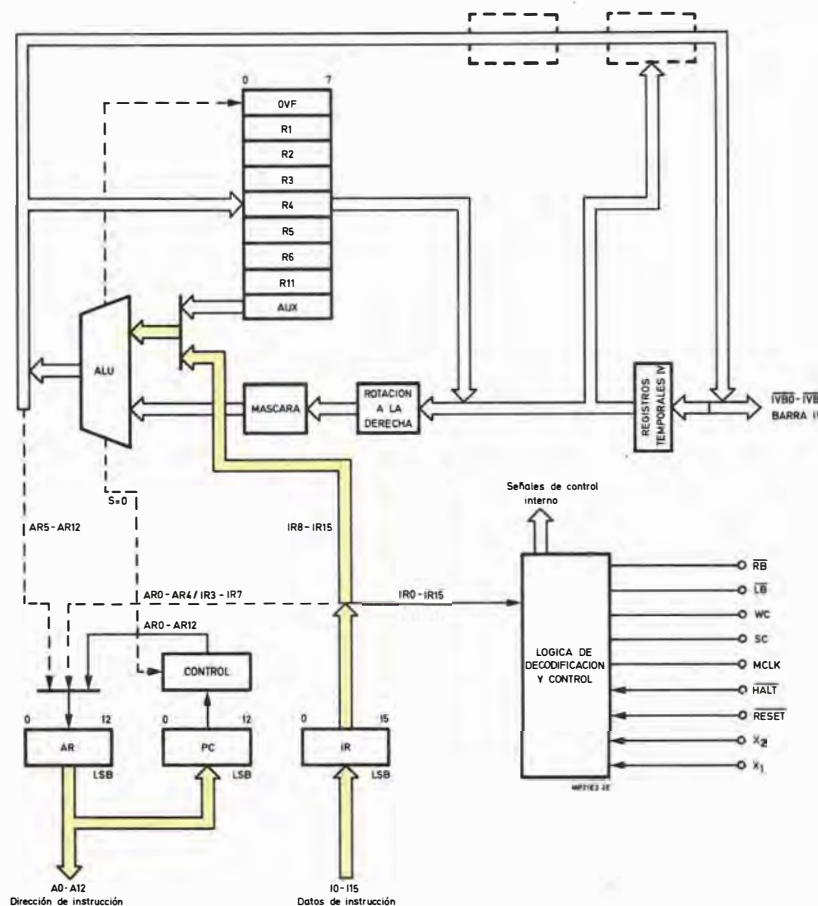 0 7
OVF
R1
R2
R3
R4
R5
R6
R11
AUX
ALU
MASCARA
ROTACION
A LA
DERECHA
REGISTROS
TEMPORALES IV
BARRA
S=0
AR5-AR12
IR8-IR15
Señales de control
interno
AR0-AR4/IR3-IR7
IR0-IR15
AR0-AR12
CONTROL
LOGICA DE
DECODIFICACION
Y CONTROL
RB
LB
WC
SC
MCLK
HALT
RESET
X2
X1
0 12
AR
LSB
0 12
PC
LSB
0 15
IR
LSB
A0-A12
Dirección de instrucción
I0-I15
Datos de instrucción